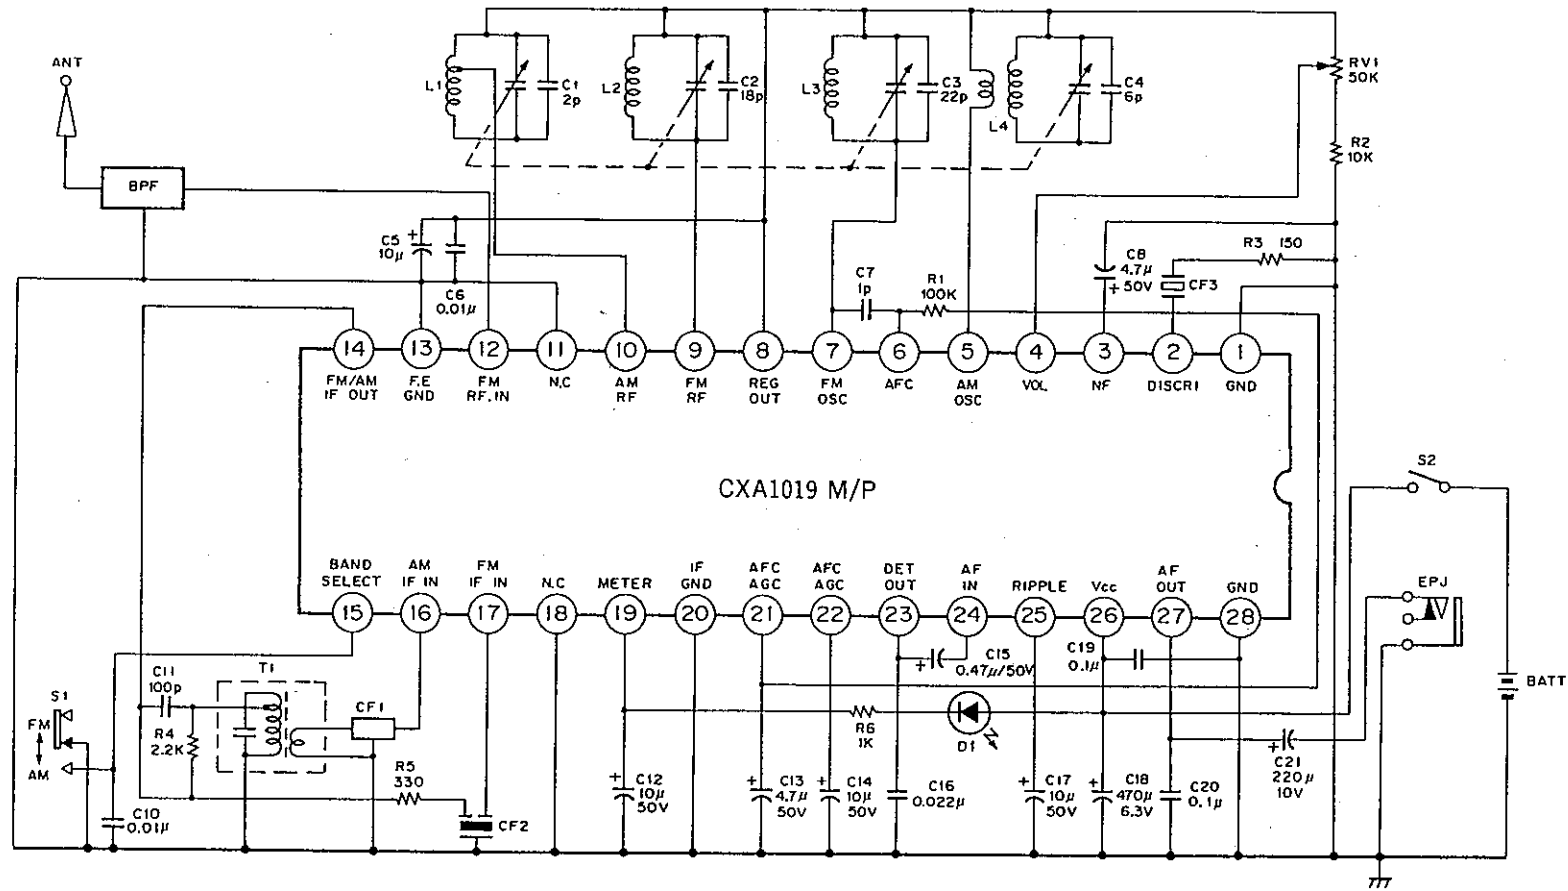 ANT
BPF
L1
C1
2p
L2
C2
18p
L3
C3
22p
L4
C4
6p
RV1
50K
R2
10K
C5
+
10μ
C6
0.01μ
C7
1p
R1
100K
C8
4.7μ
+ 50V
R3 150
CF3
14
13
12
11
10
9
8
7
6
5
4
3
2
1
FM/AM
IF OUT
F.E
GND
FM
RF.IN
N.C
AM
RF
FM
RF
REG
OUT
FM
OSC
AFC
AM
OSC
VOL
NF
DISCRI
GND
CXA1019 M/P
BAND
SELECT
AM
IF IN
FM
IF IN
N.C
METER
IF
GND
AFC
AGC
AFC
AGC
DET
OUT
AF
IN
RIPPLE
Vcc
AF
OUT
GND
15
16
17
18
19
20
21
22
23
24
25
26
27
28
S2
EPJ
BATT
S1
FM
AM
C10
0.01μ
C11
100p
R4
2.2K
T1
CF1
R5
330
CF2
+
C12
10μ
50V
+
C13
4.7μ
50V
+
C14
10μ
50V
+
C15
0.47μ/50V
C16
0.022μ
R6
1K
D1
+
C17
10μ
50V
+
C18
470μ
6.3V
C19
0.1μ
C20
0.1μ
+
C21
220μ
10V